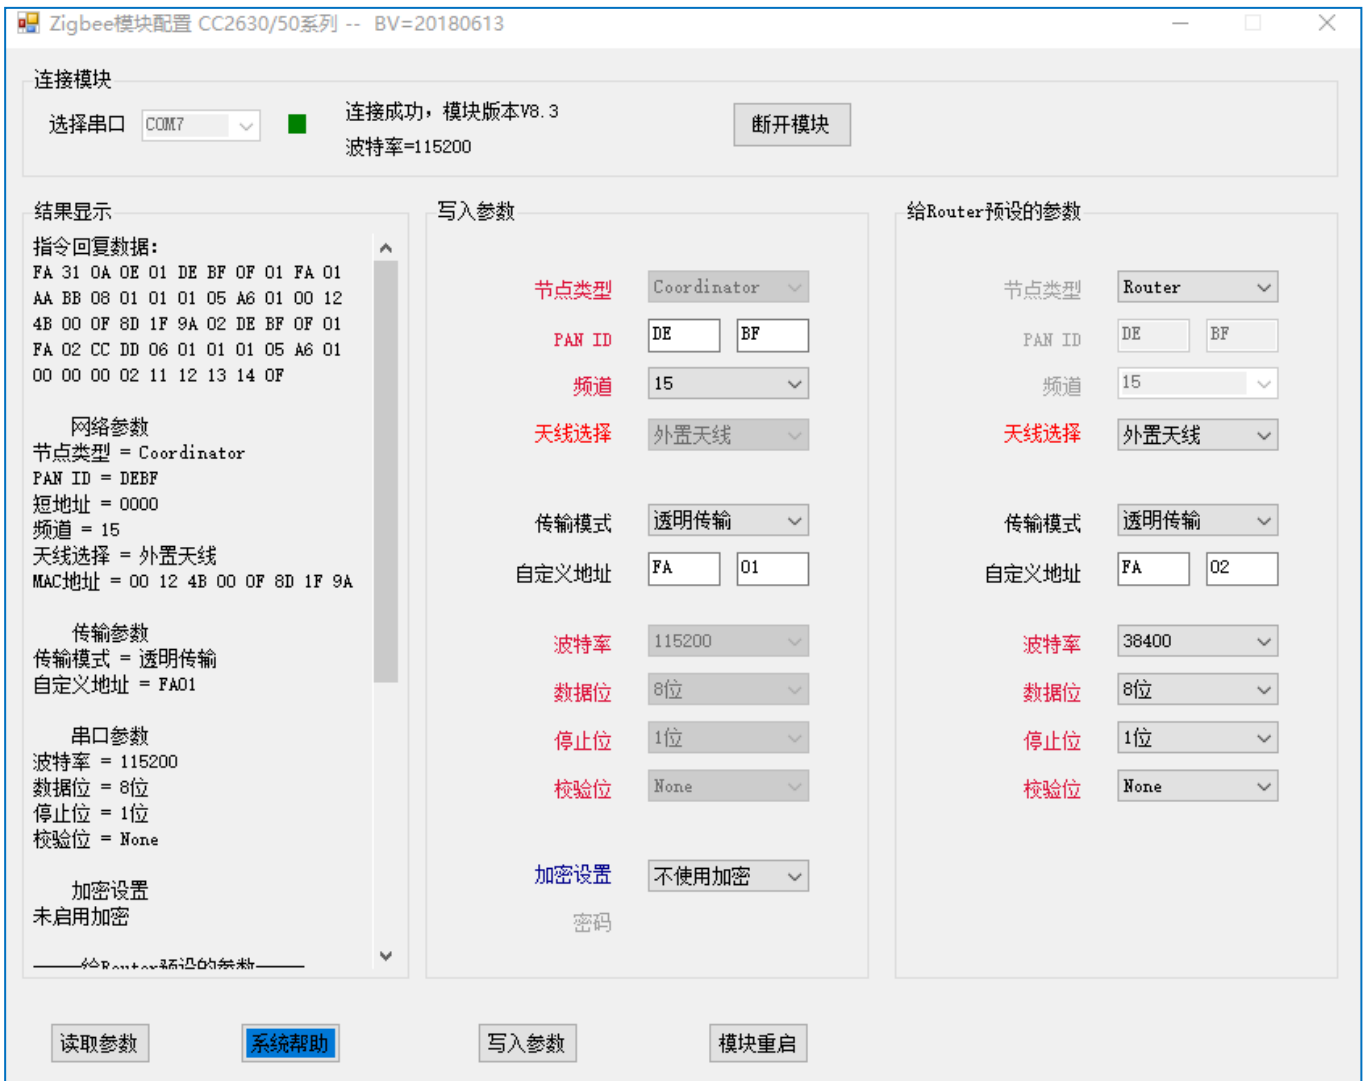 Zigbee模块配置 CC2630/50系列 -- BV=20180613
连接模块
选择串口 COM7
连接成功，模块版本V8.3
波特率=115200
断开模块
结果显示
指令回复数据：
FA 31 0A 0E 01 DE BF 0F 01 FA 01
AA BB 08 01 01 01 05 A6 01 00 12
4B 00 0F 8D 1F 9A 02 DE BF 0F 01
FA 02 CC DD 06 01 01 01 05 A6 01
00 00 00 02 11 12 13 14 0F
网络参数
节点类型 = Coordinator
PAN ID = DEBF
短地址 = 0000
频道 = 15
天线选择 = 外置天线
MAC地址 = 00 12 4B 00 0F 8D 1F 9A
传输参数
传输模式 = 透明传输
自定义地址 = FA01
串口参数
波特率 = 115200
数据位 = 8位
停止位 = 1位
校验位 = None
加密设置
未启用加密
———给Router预设的参数———
写入参数
节点类型 Coordinator
PAN ID DE BF
频道 15
天线选择 外置天线
传输模式 透明传输
自定义地址 FA 01
波特率 115200
数据位 8位
停止位 1位
校验位 None
加密设置 不使用加密
密码
给Router预设的参数
节点类型 Router
PAN ID DE BF
频道 15
天线选择 外置天线
传输模式 透明传输
自定义地址 FA 02
波特率 38400
数据位 8位
停止位 1位
校验位 None
读取参数 系统帮助 写入参数 模块重启